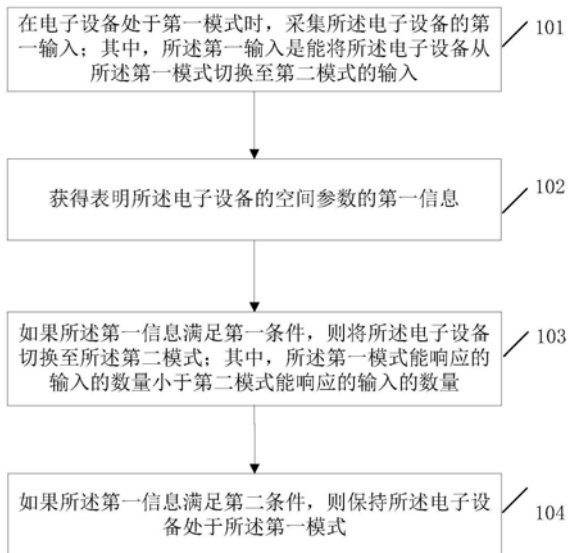 在电子设备处于第一模式时，采集所述电子设备的第
一输入；其中，所述第一输入是能将所述电子设备从
所述第一模式切换至第二模式的输入
101
获得表明所述电子设备的空间参数的第一信息
102
如果所述第一信息满足第一条件，则将所述电子设备
切换至所述第二模式；其中，所述第一模式能响应的
输入的数量小于第二模式能响应的输入的数量
103
如果所述第一信息满足第二条件，则保持所述电子设
备处于所述第一模式
104